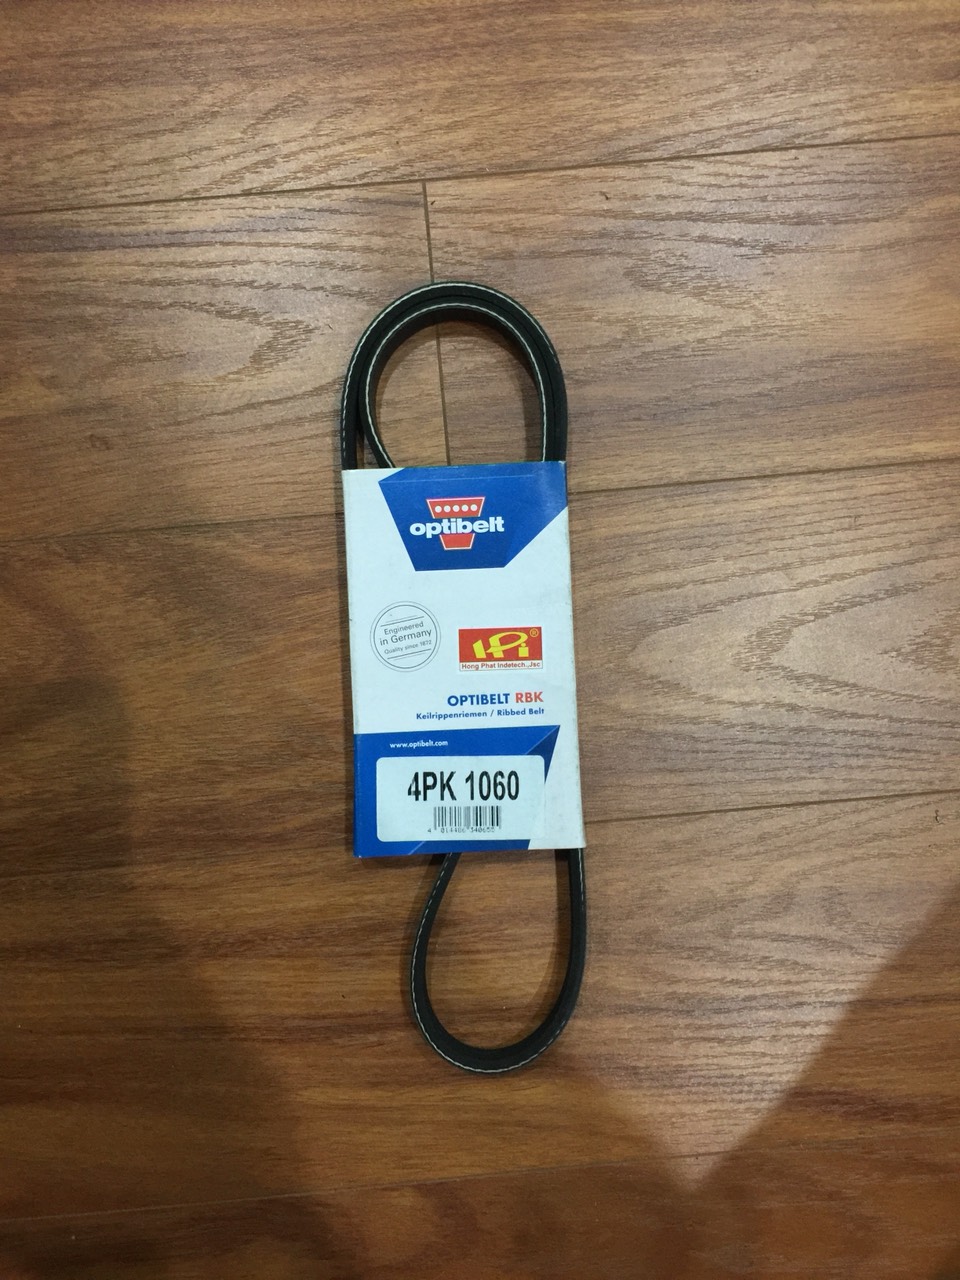 optibelt
Engineered
in Germany
Quality since 1872
HPi®
Hong Phat Indetech.,Jsc
OPTIBELT RBK
Keilrippenriemen / Ribbed Belt
www.optibelt.com
4PK 1060